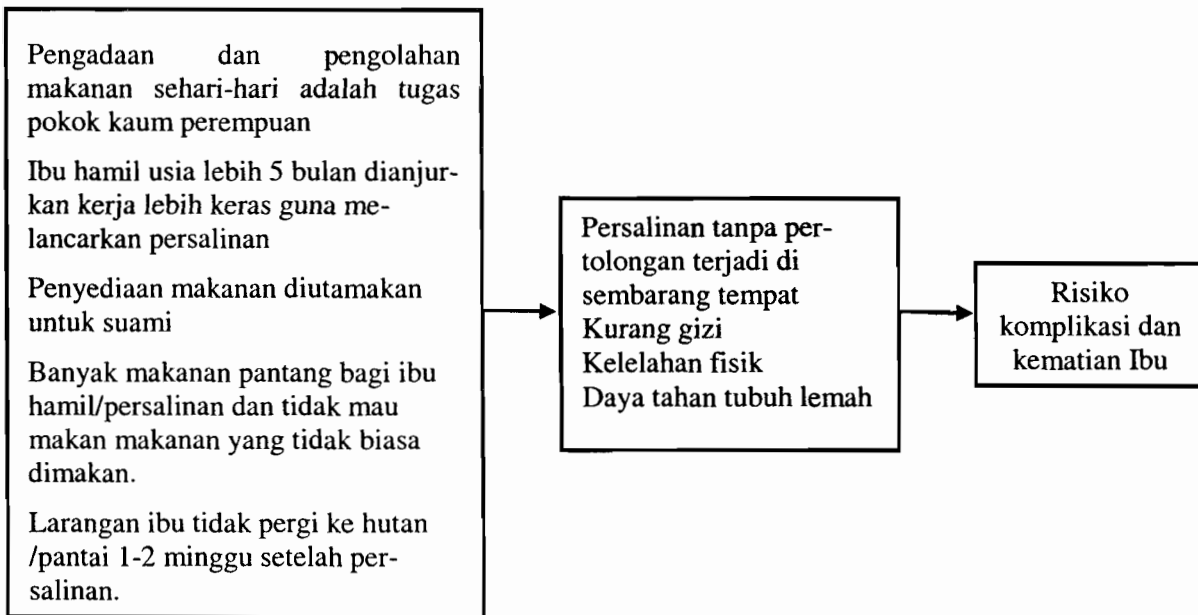 Pengadaan dan pengolahan
makanan sehari-hari adalah tugas
pokok kaum perempuan
Ibu hamil usia lebih 5 bulan dianjur-
kan kerja lebih keras guna me-
lancarkan persalinan
Penyediaan makanan diutamakan
untuk suami
Banyak makanan pantang bagi ibu
hamil/persalinan dan tidak mau
makan makanan yang tidak biasa
dimakan.
Larangan ibu tidak pergi ke hutan
/pantai 1-2 minggu setelah per-
salinan.
Persalinan tanpa per-
tolongan terjadi di
sembarang tempat
Kurang gizi
Kelelahan fisik
Daya tahan tubuh lemah
Risiko
komplikasi dan
kematian Ibu